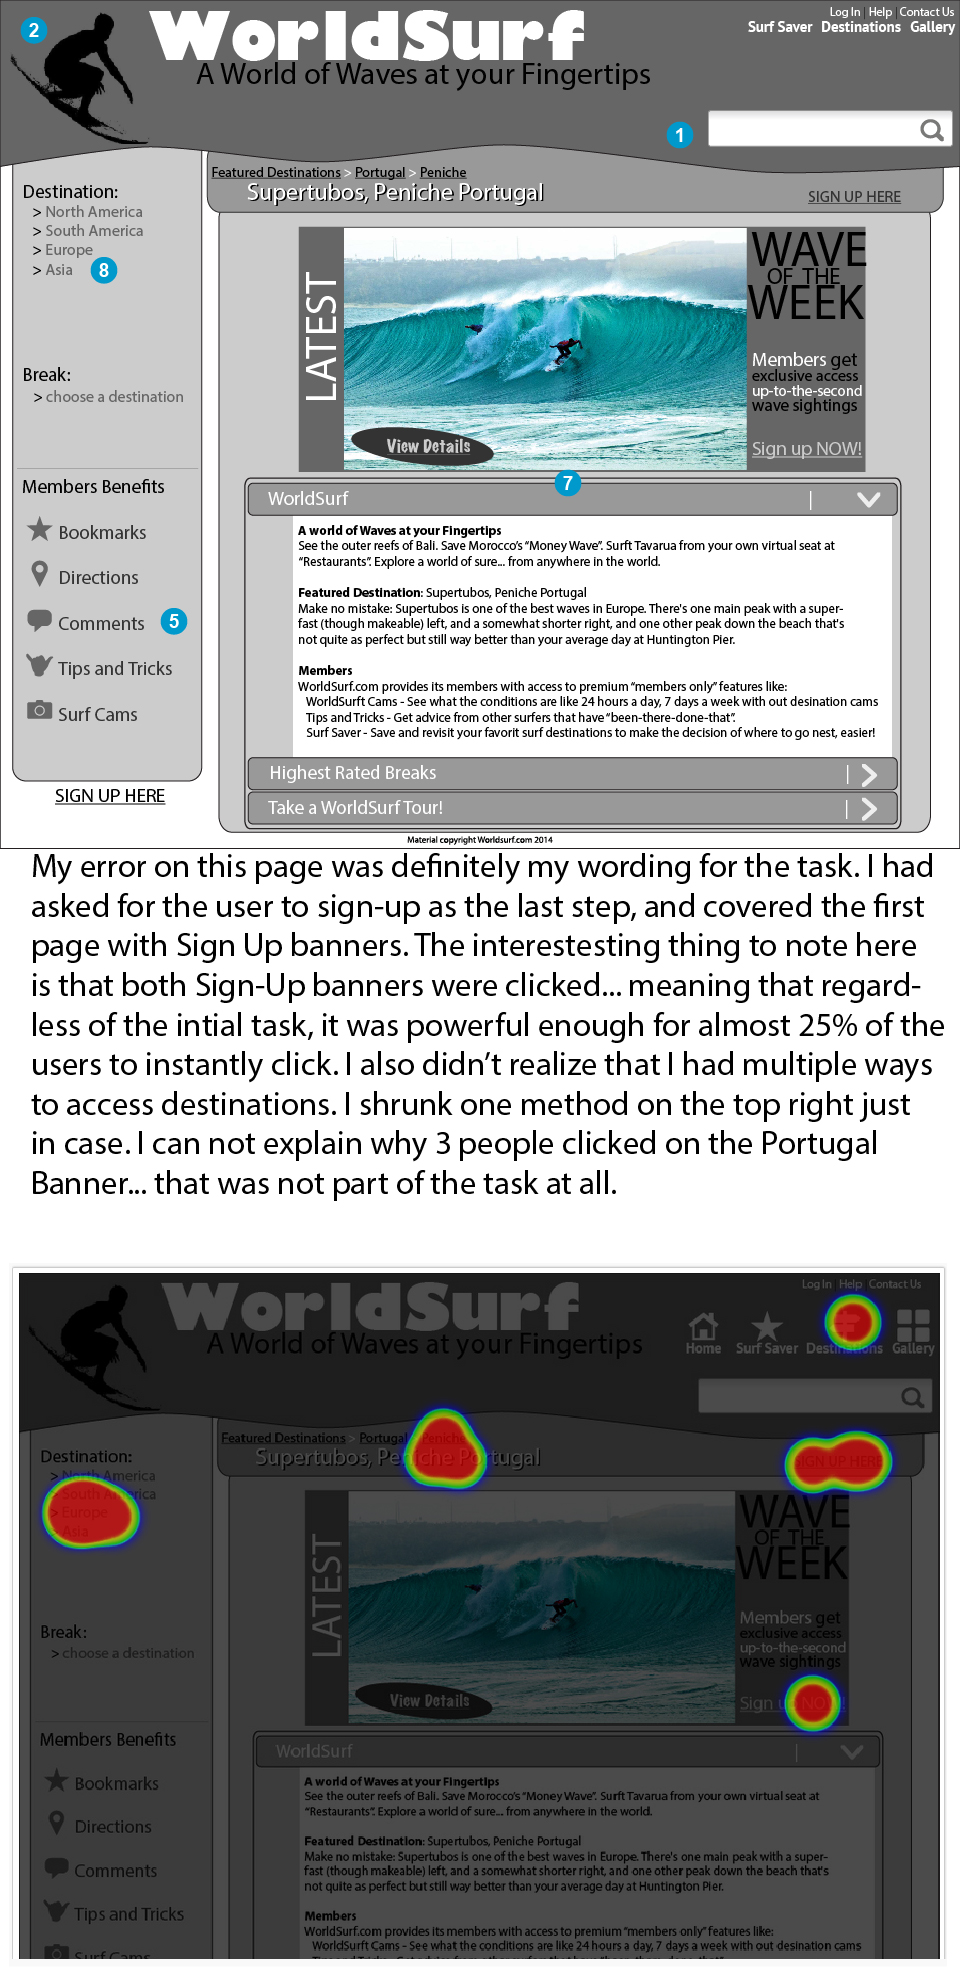 2
WorldSurf
A World of Waves at your Fingertips
Log In | Help | Contact Us
Surf Saver Destinations Gallery
1
Featured Destinations > Portugal > Peniche
Supertubos, Peniche Portugal
SIGN UP HERE
Destination:
> North America
> South America
> Europe
> Asia
8
Break:
> choose a destination
Members Benefits
Bookmarks
Directions
Comments
5
Tips and Tricks
Surf Cams
SIGN UP HERE
LATEST
View Details
WAVE
OF THE
WEEK
Members get
exclusive access
up-to-the-second
wave sightings
Sign up NOW!
7
WorldSurf |
A world of Waves at your Fingertips
See the outer reefs of Bali. Save Morocco's “Money Wave”. Surft Tavarua from your own virtual seat at
“Restaurants”. Explore a world of sure... from anywhere in the world.
Featured Destination: Supertubos, Peniche Portugal
Make no mistake: Supertubos is one of the best waves in Europe. There's one main peak with a super-
fast (though makeable) left, and a somewhat shorter right, and one other peak down the beach that's
not quite as perfect but still way better than your average day at Huntington Pier.
Members
WorldSurf.com provides its members with access to premium “members only” features like:
WorldSurft Cams - See what the conditions are like 24 hours a day, 7 days a week with out desination cams
Tips and Tricks - Get advice from other surfers that have “been-there-done-that”.
Surf Saver - Save and revisit your favorit surf destinations to make the decision of where to go nest, easier!
Highest Rated Breaks |
Take a WorldSurf Tour! |
Material copyright Worldsurf.com 2014
My error on this page was definitely my wording for the task. I had
asked for the user to sign-up as the last step, and covered the first
page with Sign Up banners. The interestesting thing to note here
is that both Sign-Up banners were clicked... meaning that regard-
less of the intial task, it was powerful enough for almost 25% of the
users to instantly click. I also didn't realize that I had multiple ways
to access destinations. I shrunk one method on the top right just
in case. I can not explain why 3 people clicked on the Portugal
Banner... that was not part of the task at all.
WorldSurf
A World of Waves at your Fingertips
Log In | Help | Contact Us
Home Surf Saver Destinations Gallery
Featured Destinations > Portugal > Peniche
Supertubos, Peniche Portugal
SIGN UP HERE
Destination:
> North America
> South America
> Europe
> Asia
Break:
> choose a destination
Members Benefits
Bookmarks
Directions
Comments
Tips and Tricks
Surf Cams
LATEST
View Details
WAVE
OF THE
WEEK
Members get
exclusive access
up-to-the-second
wave sightings
Sign up NOW!
WorldSurf |
A world of Waves at your Fingertips
See the outer reefs of Bali. Save Morocco's “Money Wave”. Surft Tavarua from your own virtual seat at
“Restaurants”. Explore a world of sure... from anywhere in the world.
Featured Destination: Supertubos, Peniche Portugal
Make no mistake: Supertubos is one of the best waves in Europe. There's one main peak with a super-
fast (though makeable) left, and a somewhat shorter right, and one other peak down the beach that's
not quite as perfect but still way better than your average day at Huntington Pier.
Members
WorldSurf.com provides its members with access to premium “members only” features like:
WorldSurft Cams - See what the conditions are like 24 hours a day, 7 days a week with out desination cams